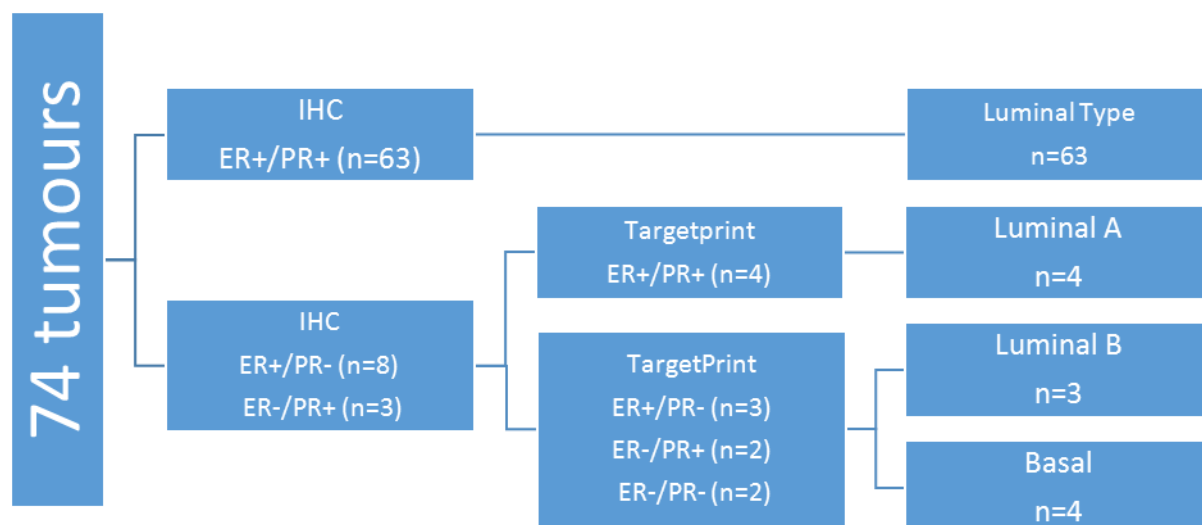 74 tumours
IHC
ER+/PR+ (n=63)
Luminal Type
n=63
IHC
ER+/PR- (n=8)
ER-/PR+ (n=3)
Targetprint
ER+/PR+ (n=4)
Luminal A
n=4
TargetPrint
ER+/PR- (n=3)
ER-/PR+ (n=2)
ER-/PR- (n=2)
Luminal B
n=3
Basal
n=4